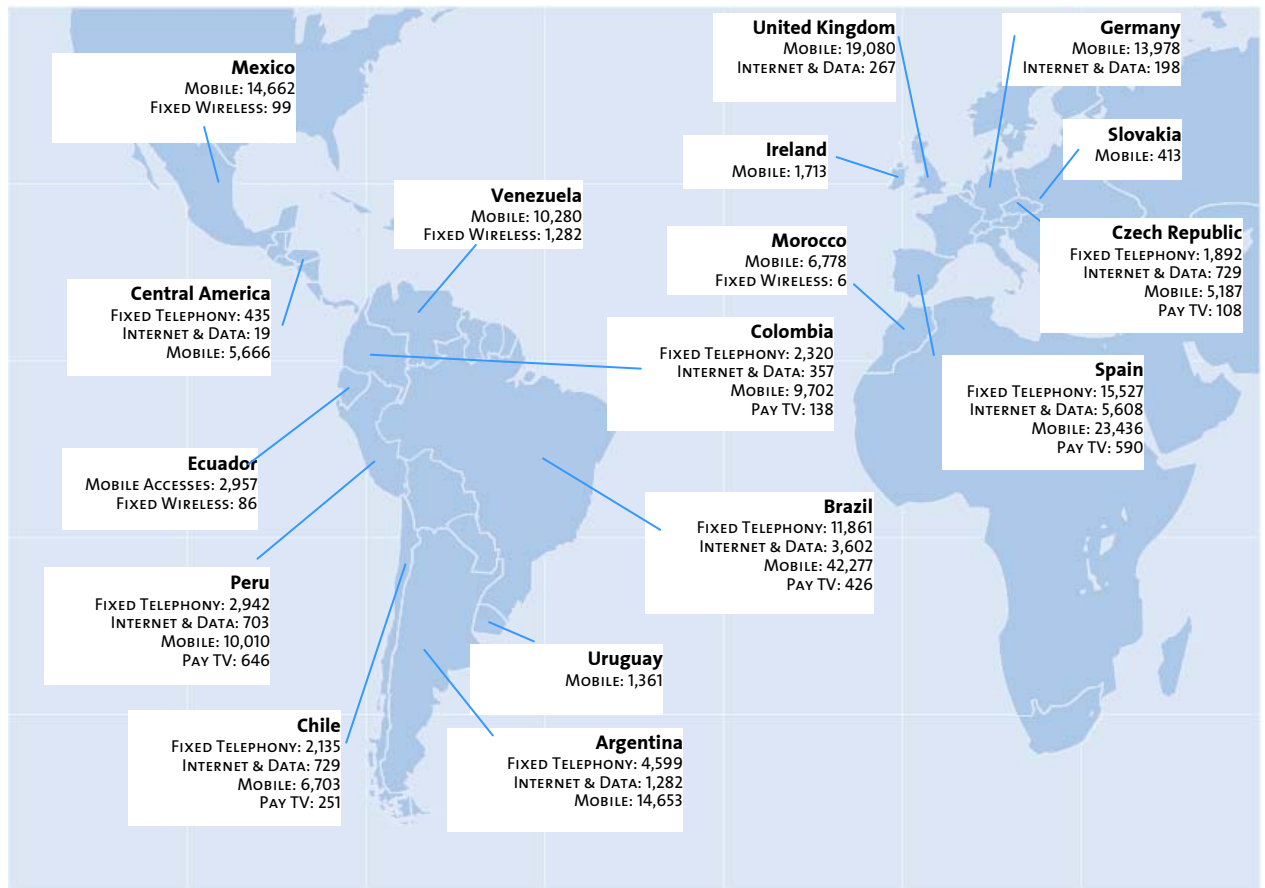 Mexico
Mobile: 14,662
Fixed Wireless: 99
United Kingdom
Mobile: 19,080
Internet & Data: 267
Germany
Mobile: 13,978
Internet & Data: 198
Ireland
Mobile: 1,713
Slovakia
Mobile: 413
Venezuela
Mobile: 10,280
Fixed Wireless: 1,282
Morocco
Mobile: 6,778
Fixed Wireless: 6
Czech Republic
Fixed Telephony: 1,892
Internet & Data: 729
Mobile: 5,187
Pay TV: 108
Central America
Fixed Telephony: 435
Internet & Data: 19
Mobile: 5,666
Colombia
Fixed Telephony: 2,320
Internet & Data: 357
Mobile: 9,702
Pay TV: 138
Spain
Fixed Telephony: 15,527
Internet & Data: 5,608
Mobile: 23,436
Pay TV: 590
Ecuador
Mobile Accesses: 2,957
Fixed Wireless: 86
Brazil
Fixed Telephony: 11,861
Internet & Data: 3,602
Mobile: 42,277
Pay TV: 426
Peru
Fixed Telephony: 2,942
Internet & Data: 703
Mobile: 10,010
Pay TV: 646
Uruguay
Mobile: 1,361
Chile
Fixed Telephony: 2,135
Internet & Data: 729
Mobile: 6,703
Pay TV: 251
Argentina
Fixed Telephony: 4,599
Internet & Data: 1,282
Mobile: 14,653